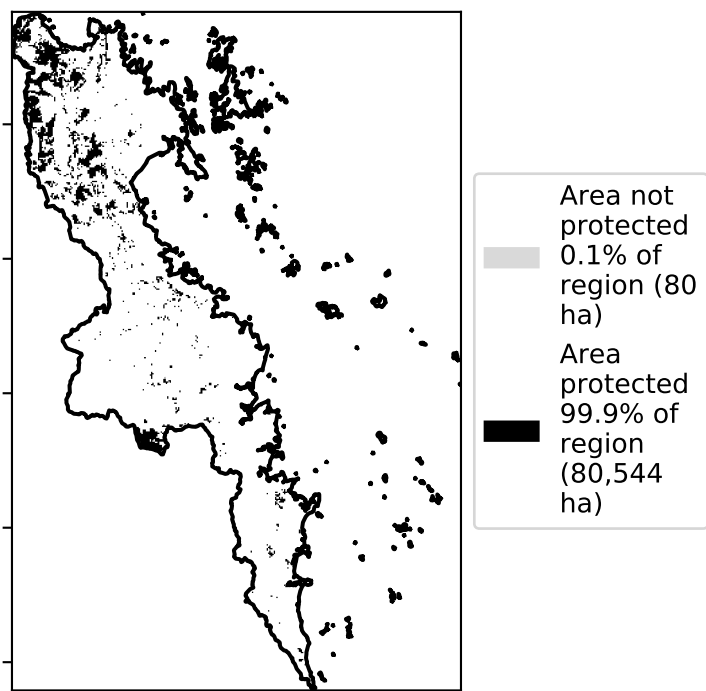 Area not
protected
0.1% of
region (80
ha)
Area
protected
99.9% of
region
(80,544
ha)